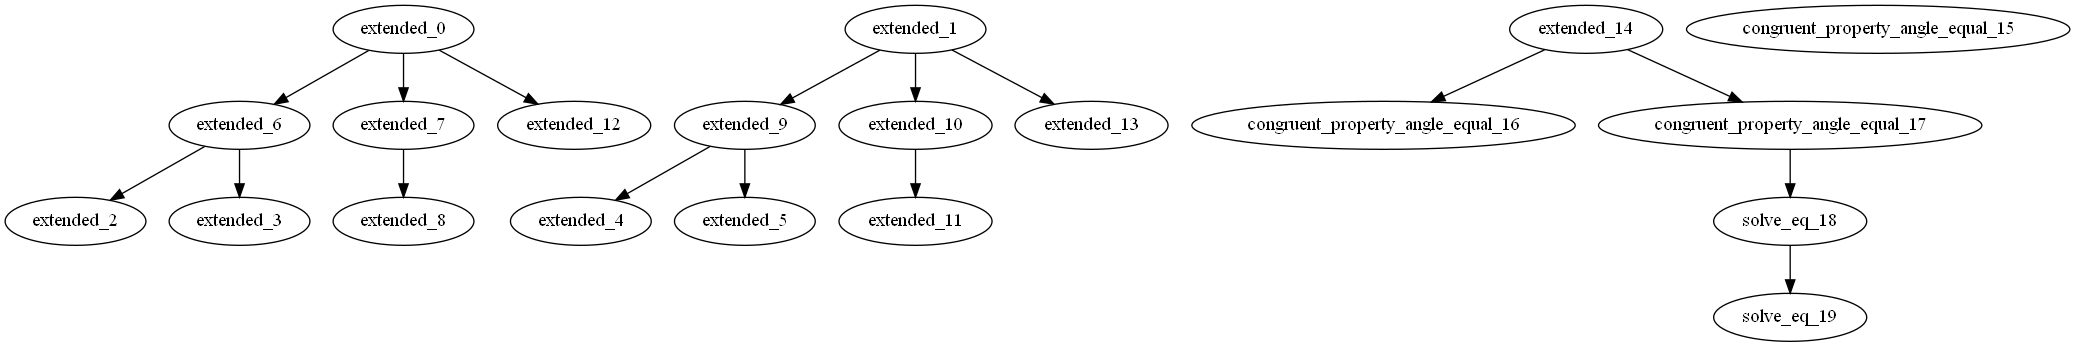 extended_0
extended_1
extended_14
congruent_property_angle_equal_15
extended_6
extended_7
extended_12
extended_9
extended_10
extended_13
congruent_property_angle_equal_16
congruent_property_angle_equal_17
extended_2
extended_3
extended_8
extended_4
extended_5
extended_11
solve_eq_18
solve_eq_19